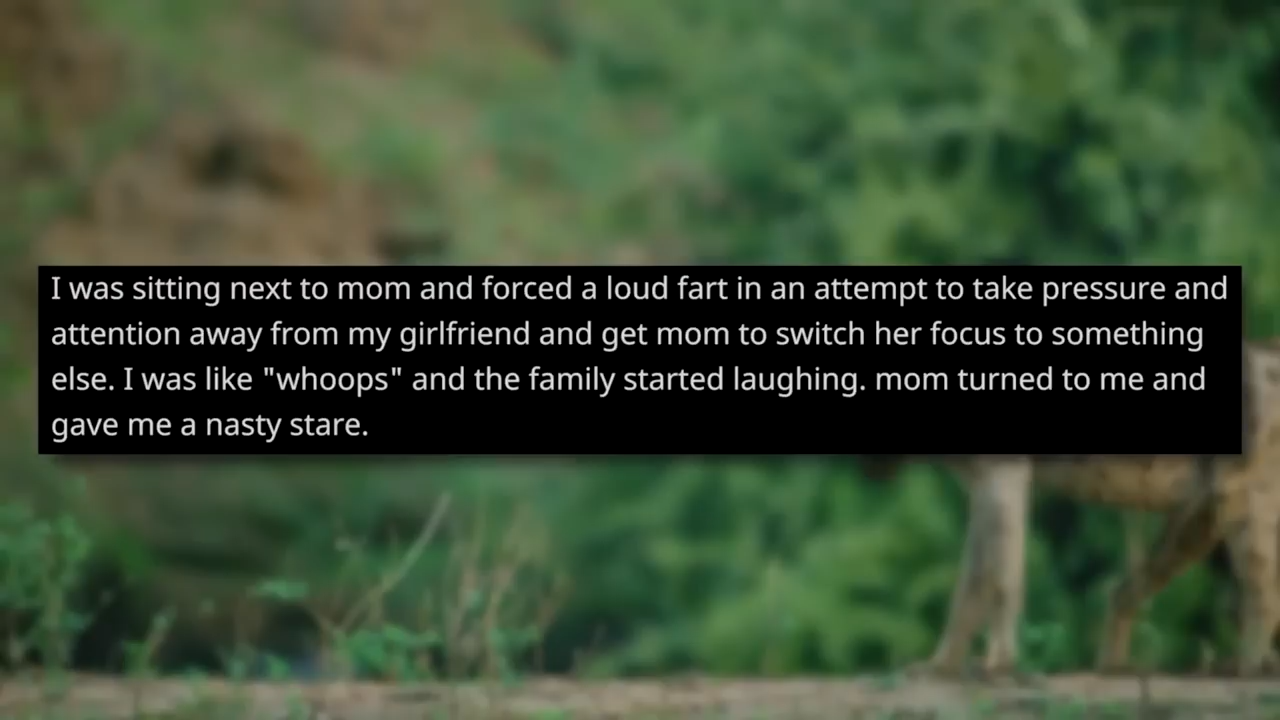 I was sitting next to mom and forced a loud fart in an attempt to take pressure and
attention away from my girlfriend and get mom to switch her focus to something
else. I was like "whoops" and the family started laughing. mom turned to me and
gave me a nasty stare.